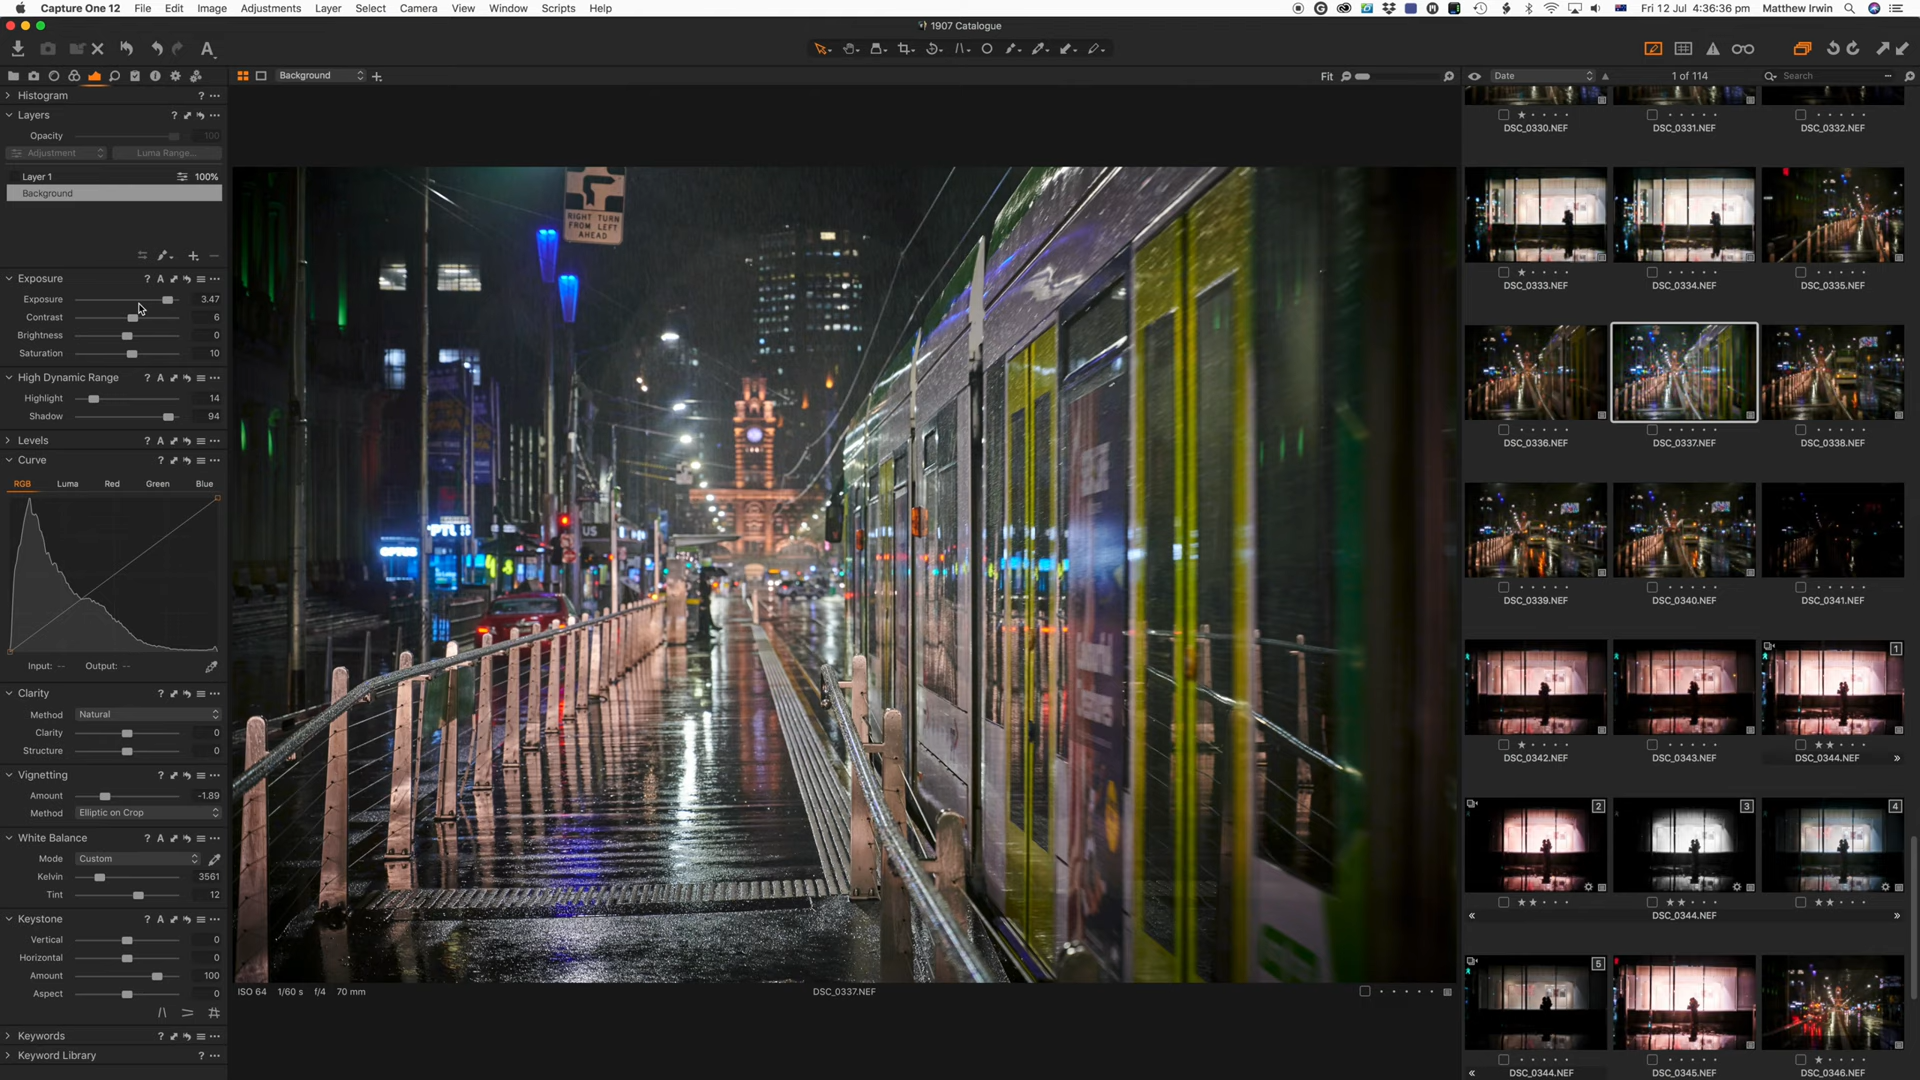 Capture One 12 File Edit Image Adjustments Layer Select Camera View Window Scripts Help Fri 12 Jul 4:36:36 pm Matthew Irwin
1907 Catalogue
Background Fit Date 1 of 114 Search
Histogram
Layers
Opacity 100
Adjustment Luma Range...
Layer 1 100%
Background
Exposure
Exposure 3.47
Contrast 6
Brightness 0
Saturation 10
High Dynamic Range
Highlight 14
Shadow 94
Levels
Curve
RGB Luma Red Green Blue
Input: -- Output: --
Clarity
Method Natural
Clarity 0
Structure 0
Vignetting
Amount -1.89
Method Elliptic on Crop
White Balance
Mode Custom
Kelvin 3561
Tint 12
Keystone
Vertical 0
Horizontal 0
Amount 100
Aspect 0
Keywords
Keyword Library
RIGHT TURN
FROM LEFT
AHEAD
OPTUS
ISO 64 1/60 s f/4 70 mm DSC_0337.NEF
DSC_0330.NEF DSC_0331.NEF DSC_0332.NEF
DSC_0333.NEF DSC_0334.NEF DSC_0335.NEF
DSC_0336.NEF DSC_0337.NEF DSC_0338.NEF
DSC_0339.NEF DSC_0340.NEF DSC_0341.NEF
1
DSC_0342.NEF DSC_0343.NEF DSC_0344.NEF
2 3 4
DSC_0344.NEF
5
DSC_0344.NEF DSC_0345.NEF DSC_0346.NEF